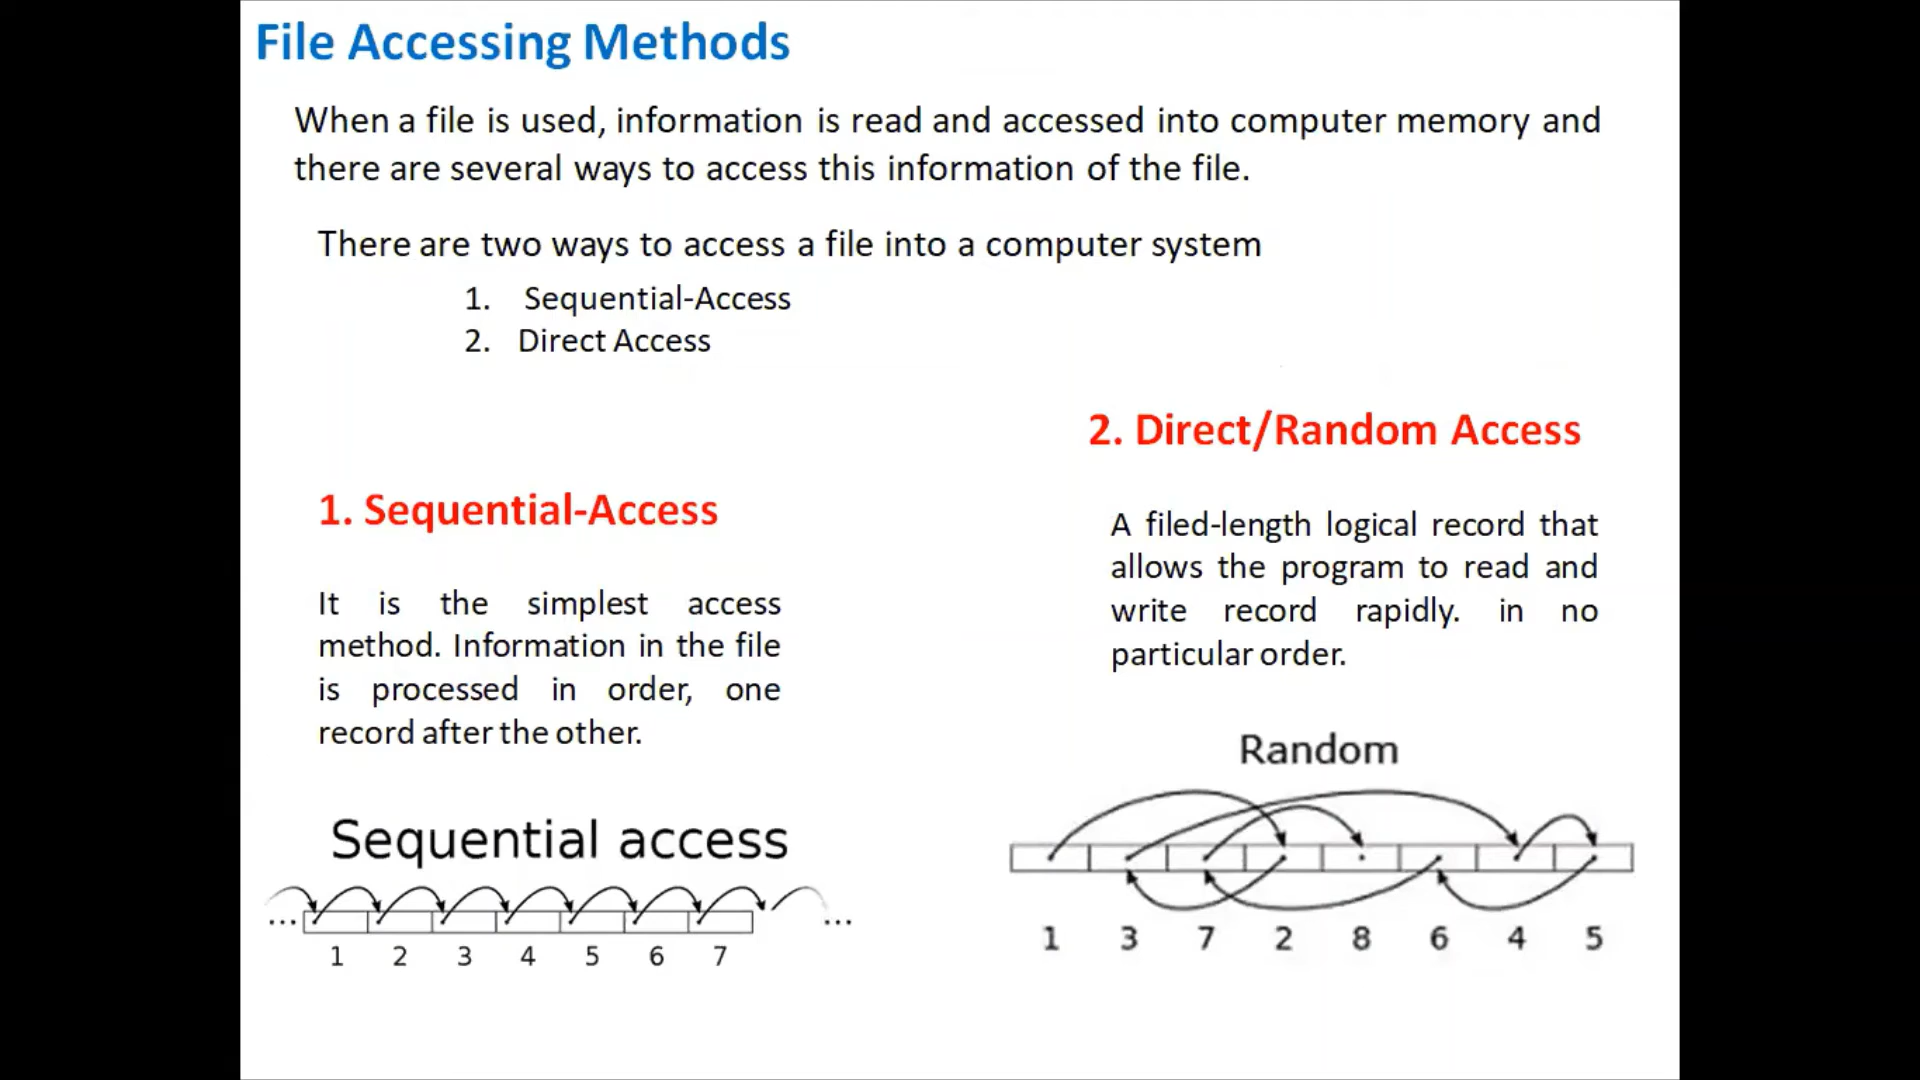 File Accessing Methods
When a file is used, information is read and accessed into computer memory and
there are several ways to access this information of the file.
There are two ways to access a file into a computer system
1. Sequential-Access
2. Direct Access
1. Sequential-Access
It is the simplest access
method. Information in the file
is processed in order, one
record after the other.
Sequential access
... ...
1 2 3 4 5 6 7
2. Direct/Random Access
A filed-length logical record that
allows the program to read and
write record rapidly. in no
particular order.
Random
1 3 7 2 8 6 4 5